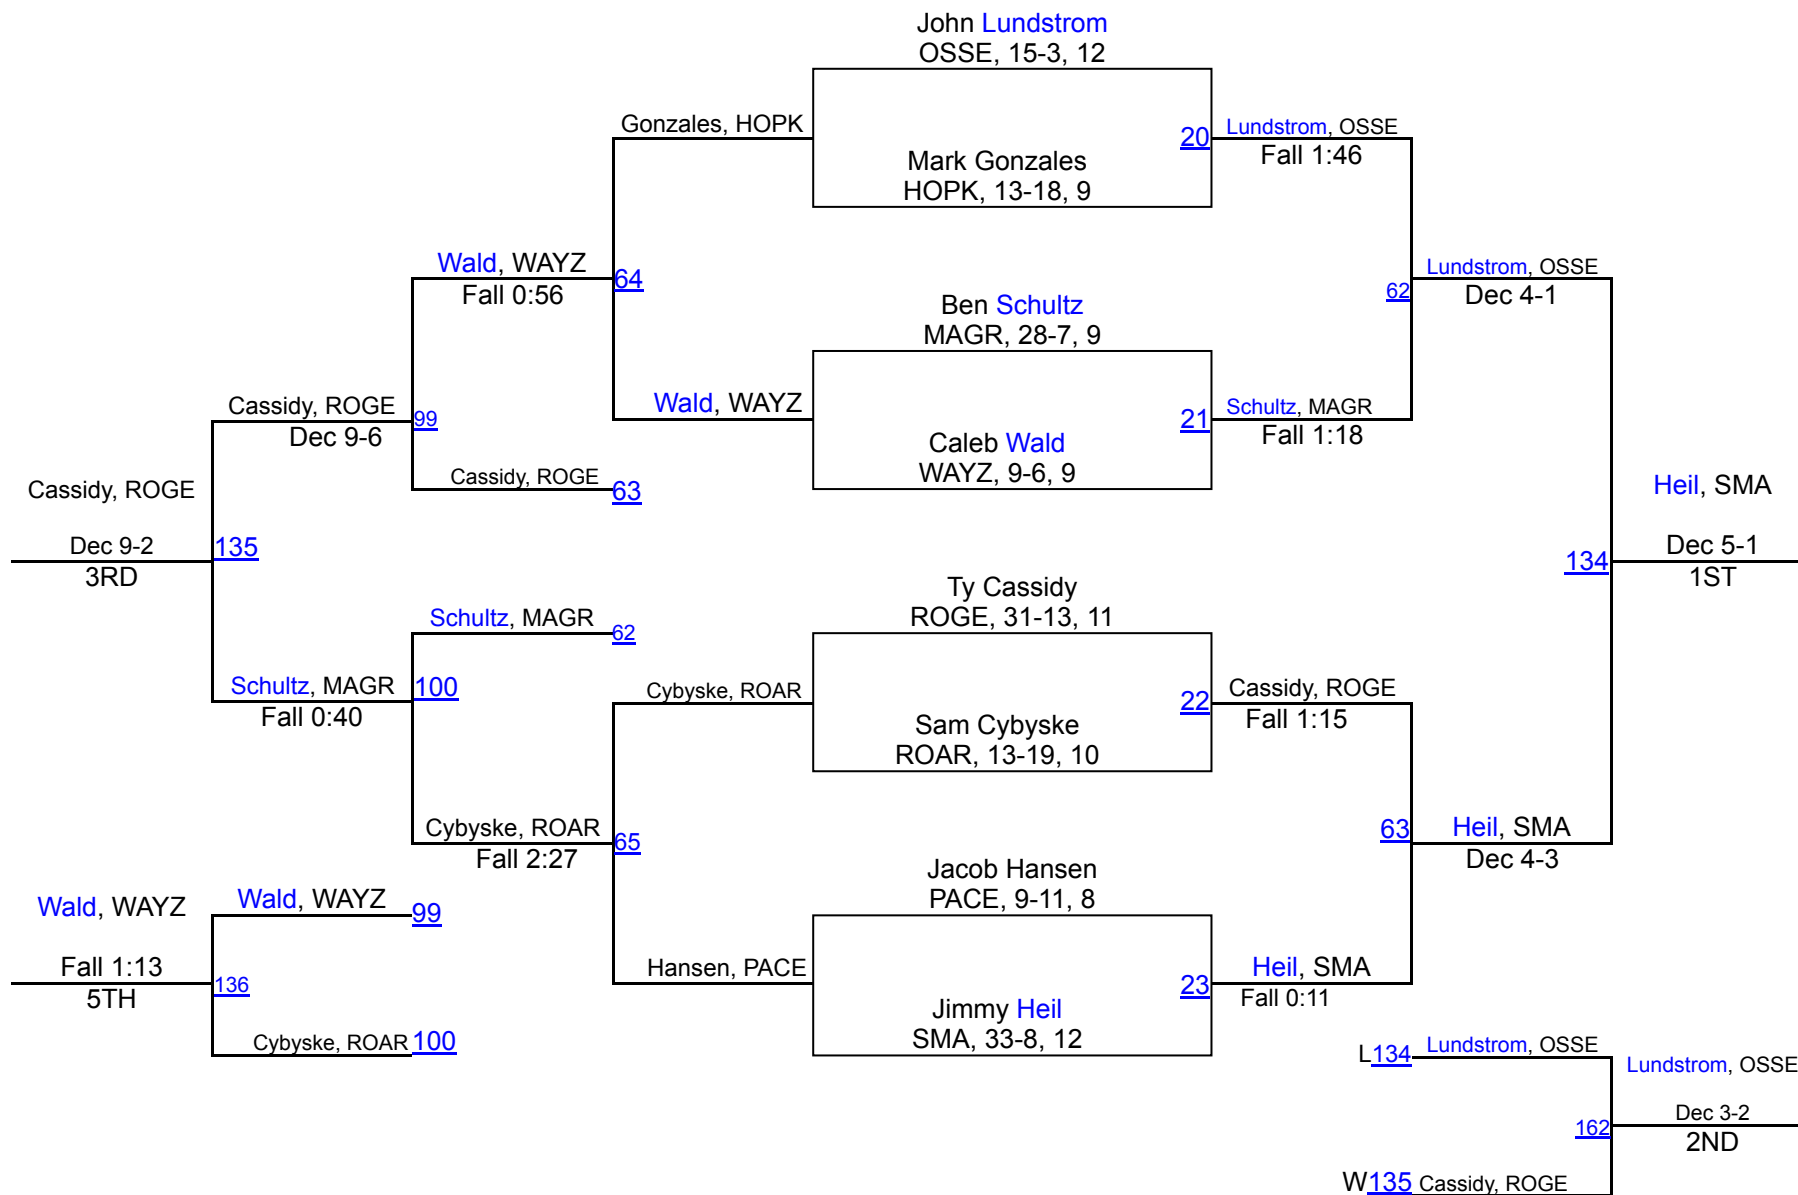 John Lundstrom
OSSE, 15-3, 12
Gonzales, HOPK
20
Lundstrom, OSSE
Fall 1:46
Mark Gonzales
HOPK, 13-18, 9
Wald, WAYZ
Fall 0:56
64
Lundstrom, OSSE
Dec 4-1
62
Ben Schultz
MAGR, 28-7, 9
Cassidy, ROGE
Dec 9-6
99
Wald, WAYZ
21
Schultz, MAGR
Fall 1:18
Caleb Wald
WAYZ, 9-6, 9
Cassidy, ROGE
63
Cassidy, ROGE
Dec 9-2
3RD
135
Heil, SMA
Dec 5-1
1ST
134
Ty Cassidy
ROGE, 31-13, 11
Schultz, MAGR
62
Schultz, MAGR
Fall 0:40
100
Cybyske, ROAR
22
Cassidy, ROGE
Fall 1:15
Sam Cybyske
ROAR, 13-19, 10
Cybyske, ROAR
Fall 2:27
65
63
Heil, SMA
Dec 4-3
Jacob Hansen
PACE, 9-11, 8
Wald, WAYZ
Fall 1:13
5TH
Wald, WAYZ
99
136
Cybyske, ROAR
100
Hansen, PACE
23
Heil, SMA
Fall 0:11
Jimmy Heil
SMA, 33-8, 12
L134
Lundstrom, OSSE
Lundstrom, OSSE
Dec 3-2
2ND
162
W135
Cassidy, ROGE